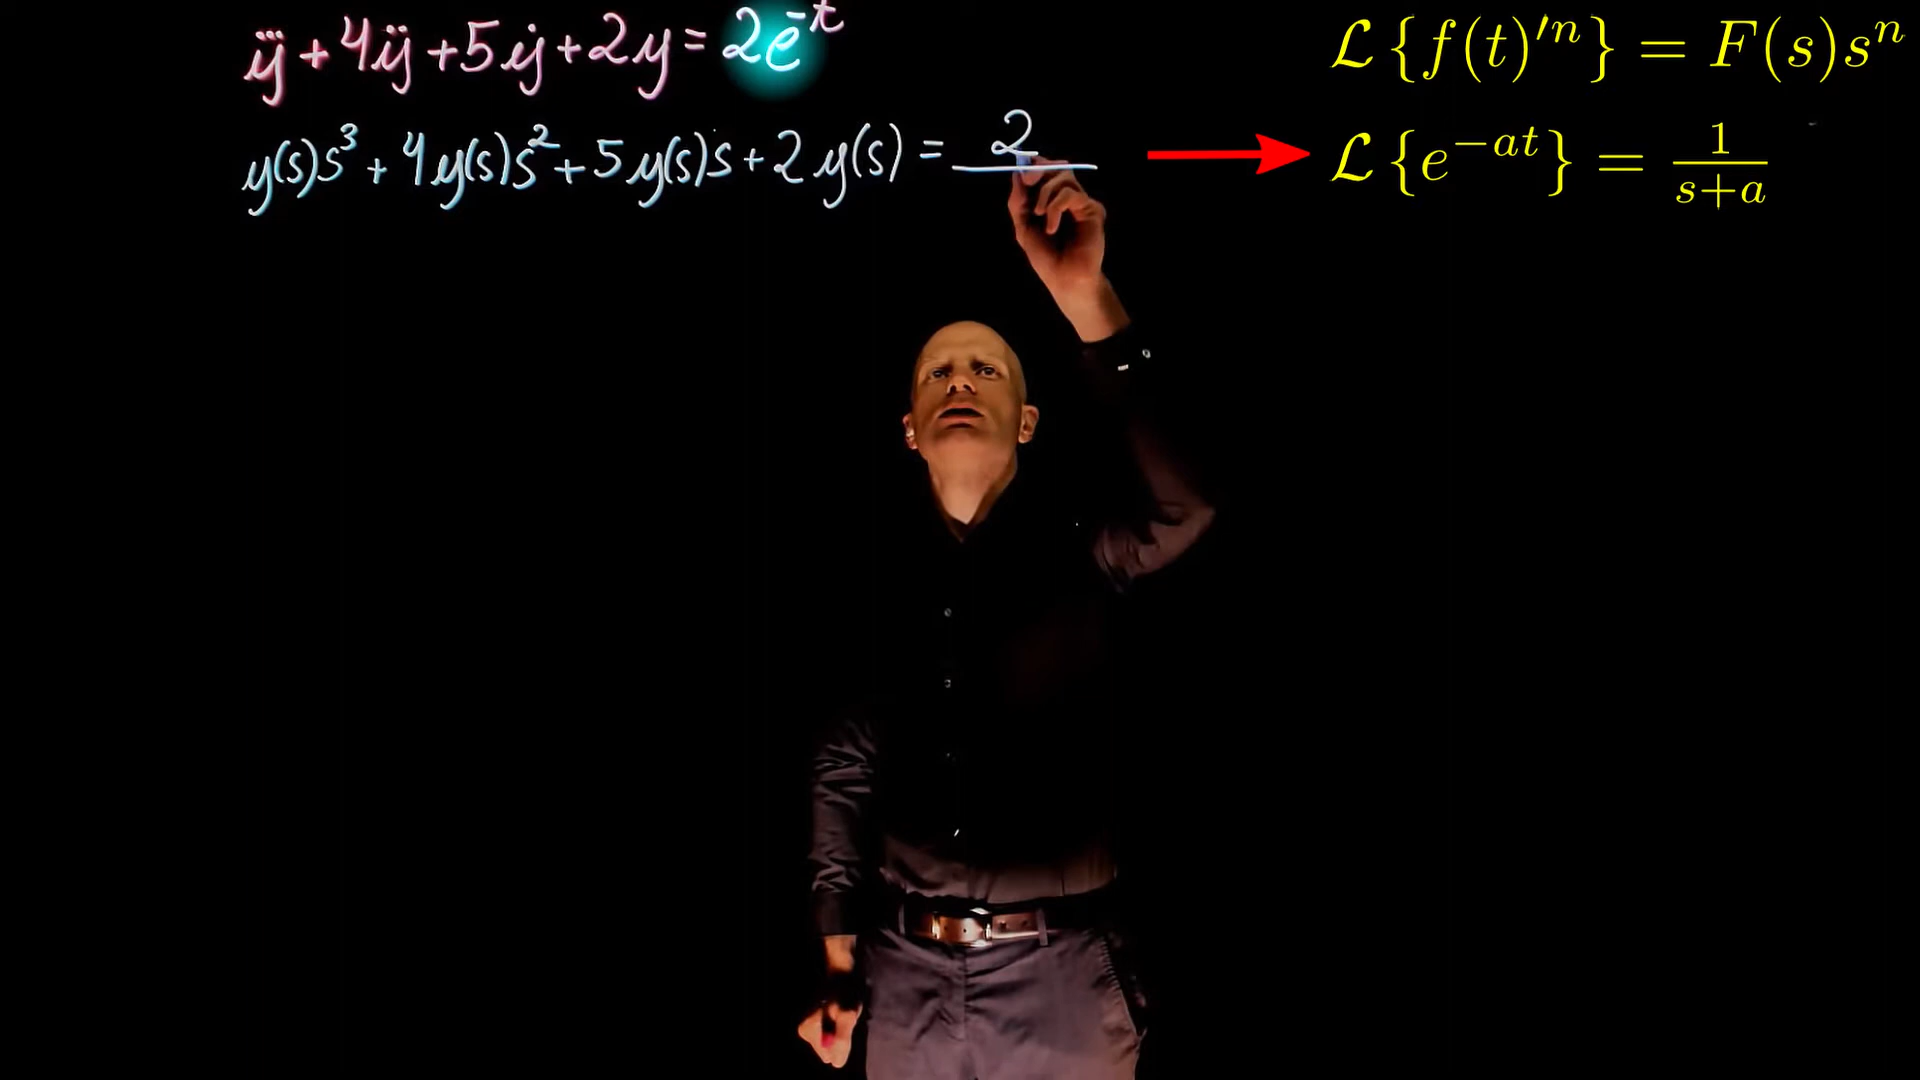 y⃛ + 4ÿ + 5ẏ + 2y = 2e^-t
y(s)s³ + 4y(s)s² + 5y(s)s + 2y(s) = 2/
ℒ{f(t)′ⁿ} = F(s)sⁿ
ℒ{e^−at} = 1/(s+a)